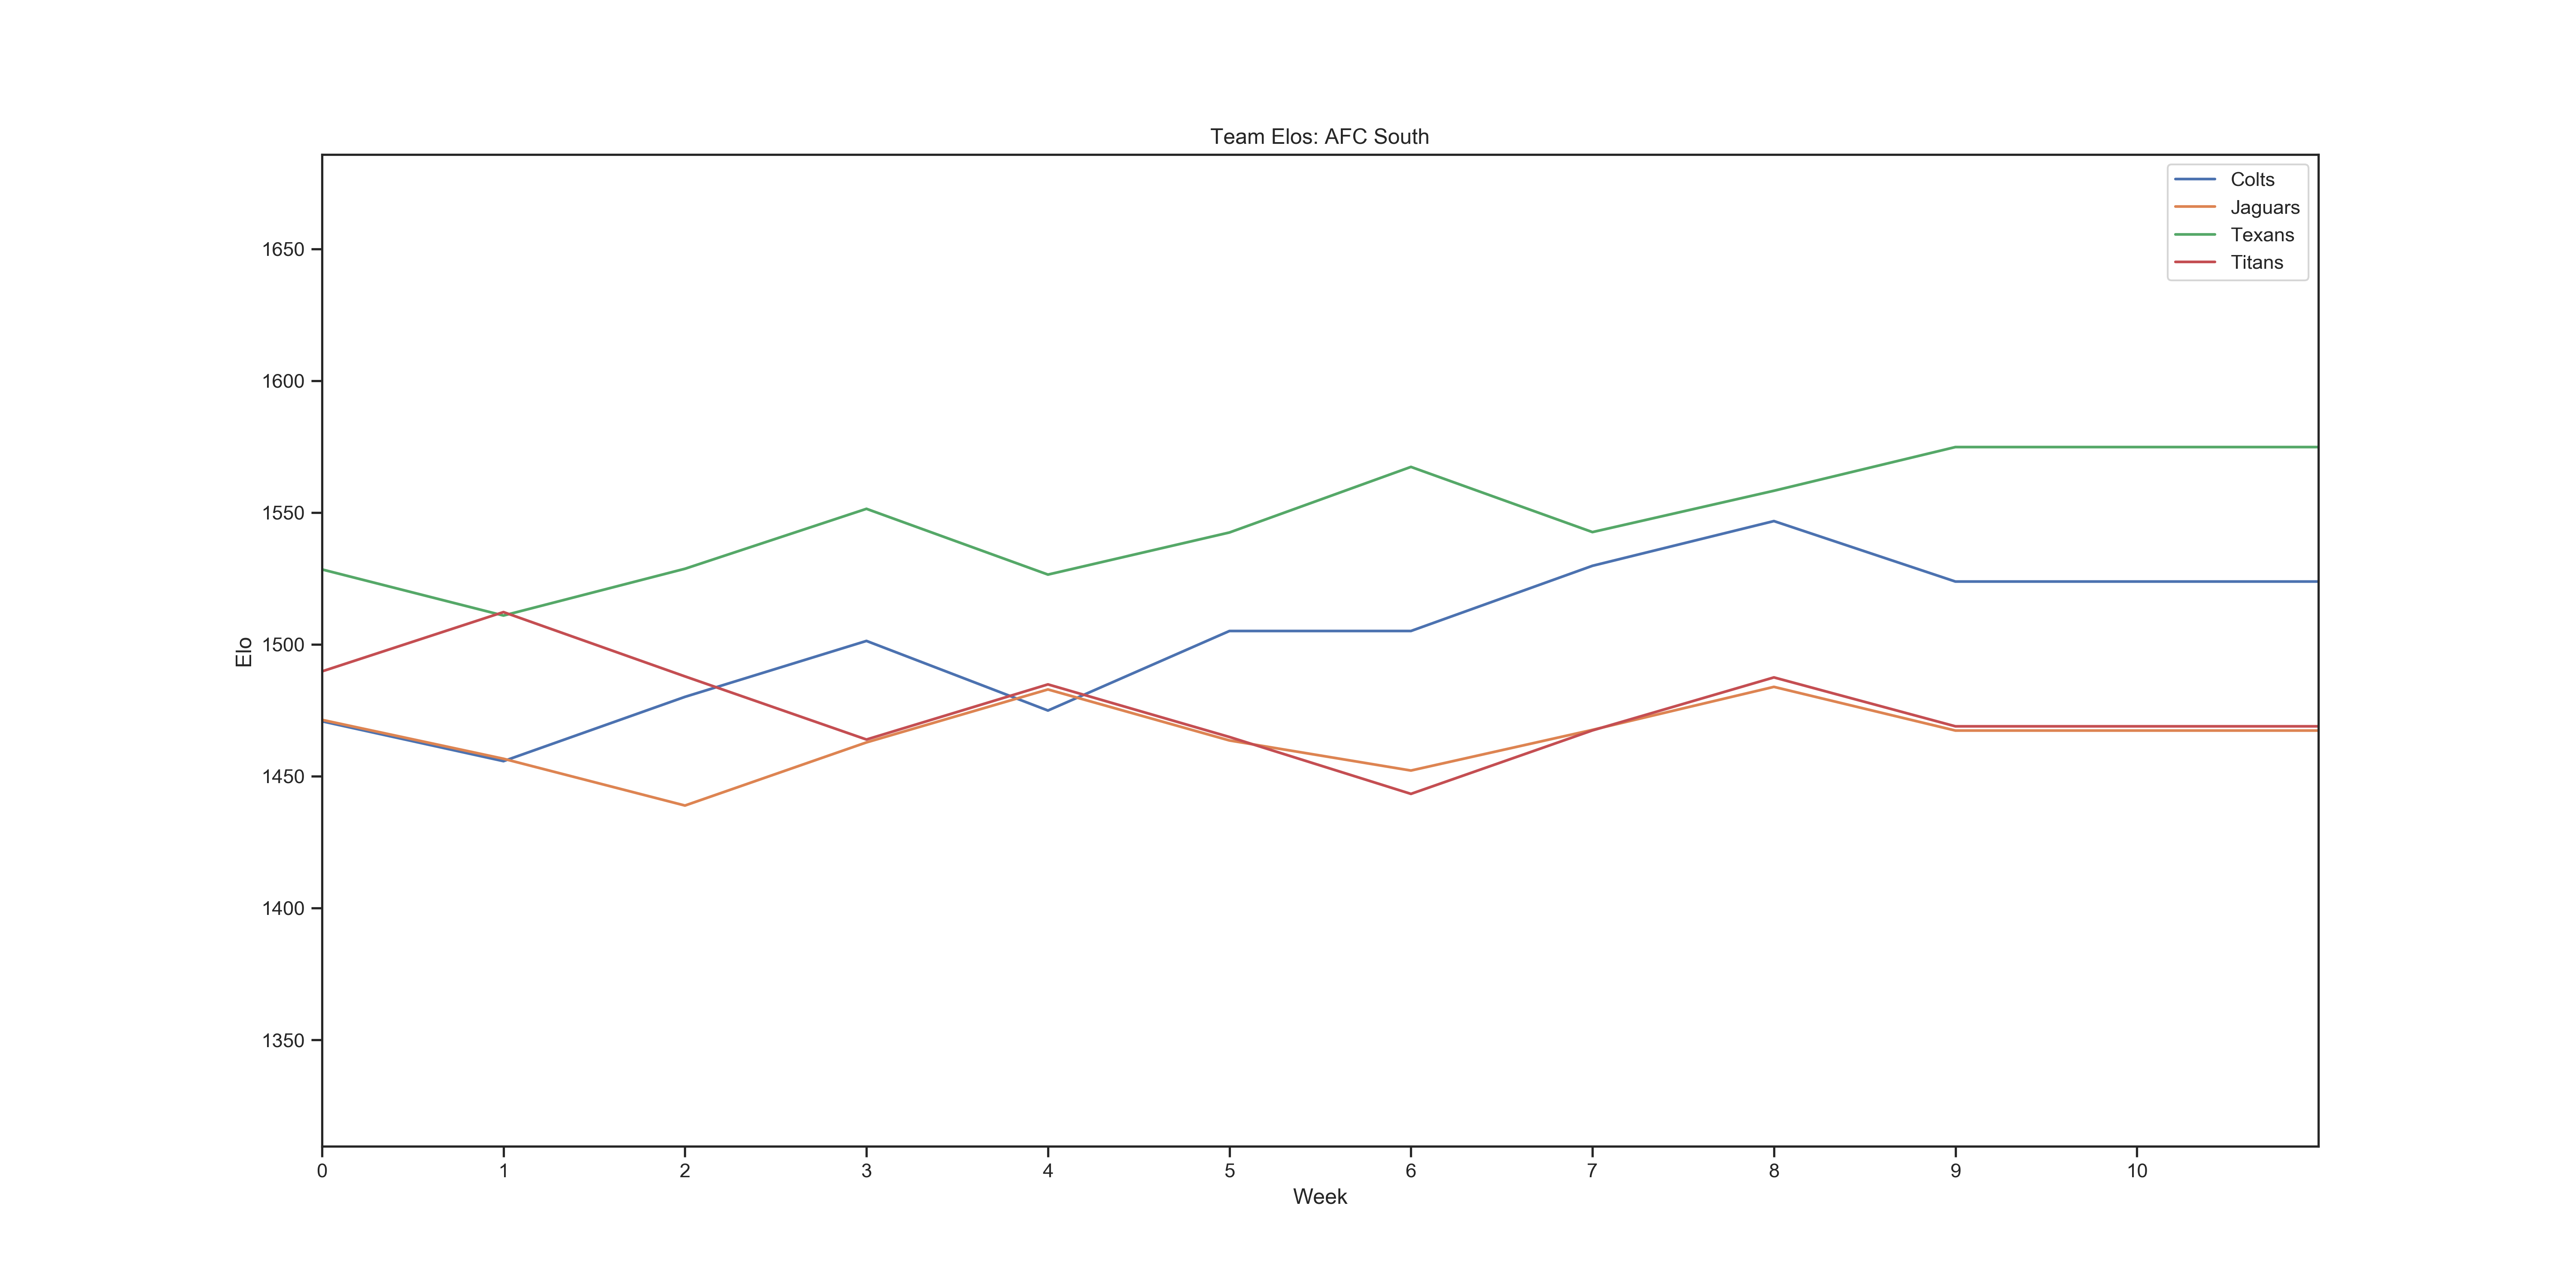 Team Elos: AFC South
Colts
Jaguars
Texans
Titans
1650
1600
1550
1500
1450
1400
1350
Elo
0 1 2 3 4 5 6 7 8 9 10
Week